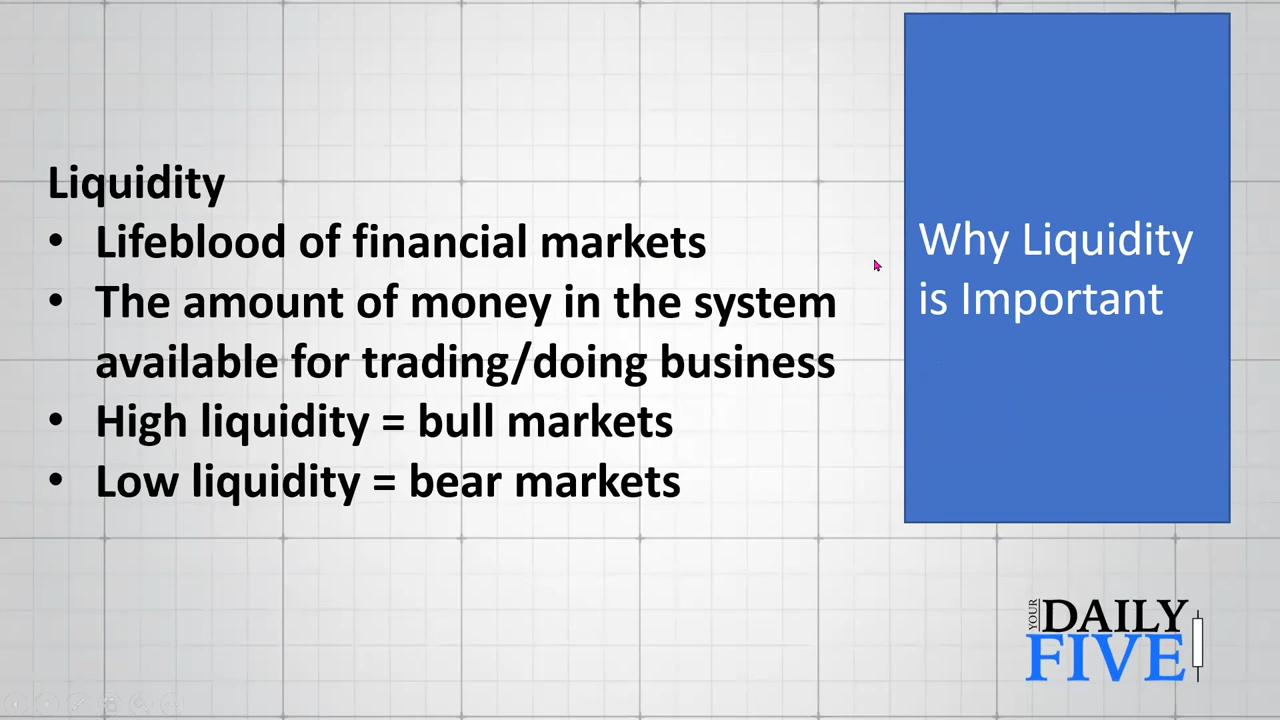 Liquidity
• Lifeblood of financial markets
• The amount of money in the system
available for trading/doing business
• High liquidity = bull markets
• Low liquidity = bear markets
Why Liquidity
is Important
YOUR DAILY
FIVE